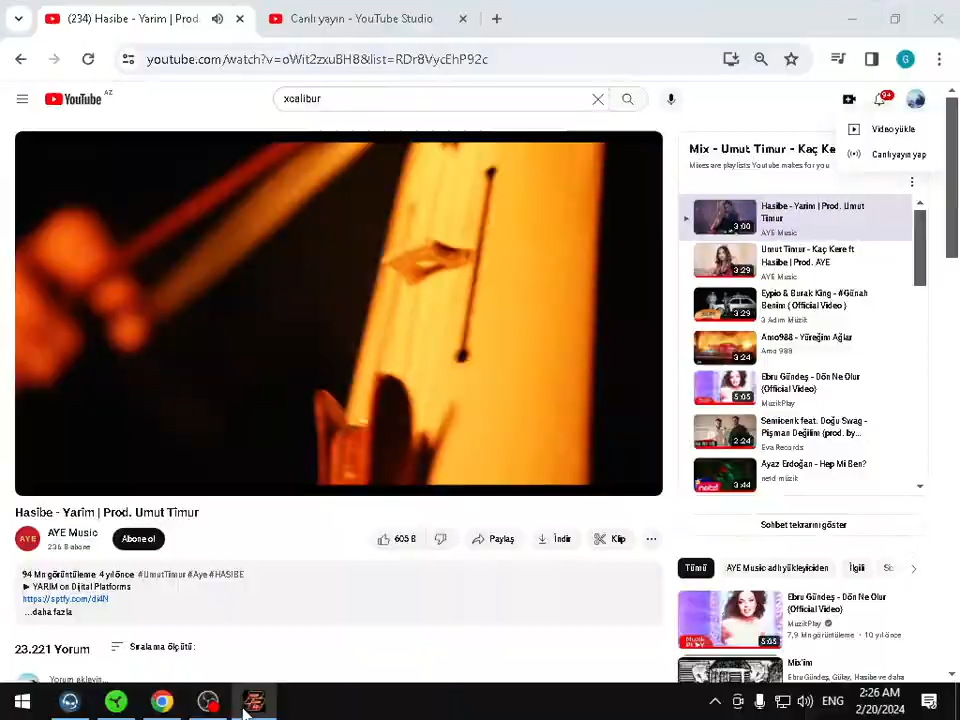 (234) Hasibe - Yarim | Prod
Canlı yayın - YouTube Studio
youtube.com/watch?v=oWit2zxuBH8&list=RDr8VycEhP92c
G
YouTube AZ
xcalibur
9+
Video yükle
Canlı yayın yap
Mix - Umut Timur - Kaç Ke
Mixes are playlists Youtube makes for you
Hasibe - Yarim | Prod. Umut
Timur
AYE Music
3:00
Umut Timur - Kaç Kere ft
Hasibe | Prod. AYE
AYE Music
3:29
Eypio & Burak King - #Günah
Benim ( Official Video )
3 Adım Müzik
3:29
Amo988 - Yüreğim Ağlar
Amo 988
3:24
Ebru Gündeş - Dön Ne Olur
(Official Video)
MuzikPlay
5:05
Semicenk feat. Doğu Swag -
Pişman Değilim (prod. by...
Eva Records
2:24
Ayaz Erdoğan - Hep Mi Ben?
netd müzik
netd
3:44
Hasibe - Yarim | Prod. Umut Timur
AYE
AYE Music
236 B abone
Abone ol
605 B
Paylaş
İndir
Klip
94 Mn görüntüleme 4 yıl önce #UmutTimur #Aye #HASIBE
► YARIM on Dijital Platforms
https://sptfy.com/di4N
...daha fazla
23.221 Yorum
Sıralama ölçütü:
Yorum ekleyin...
Sohbet tekrarını göster
Tümü
AYE Music adlı yükleyiciden
İlgili
Ebru Gündeş - Dön Ne Olur
(Official Video)
MuzikPlay
7,9 Mn görüntüleme • 10 yıl önce
Muzik
PLAY
5:05
Mix'im
Ebru Gündeş, Gülay, Hasibe ve daha
ENG
2:26 AM
2/20/2024